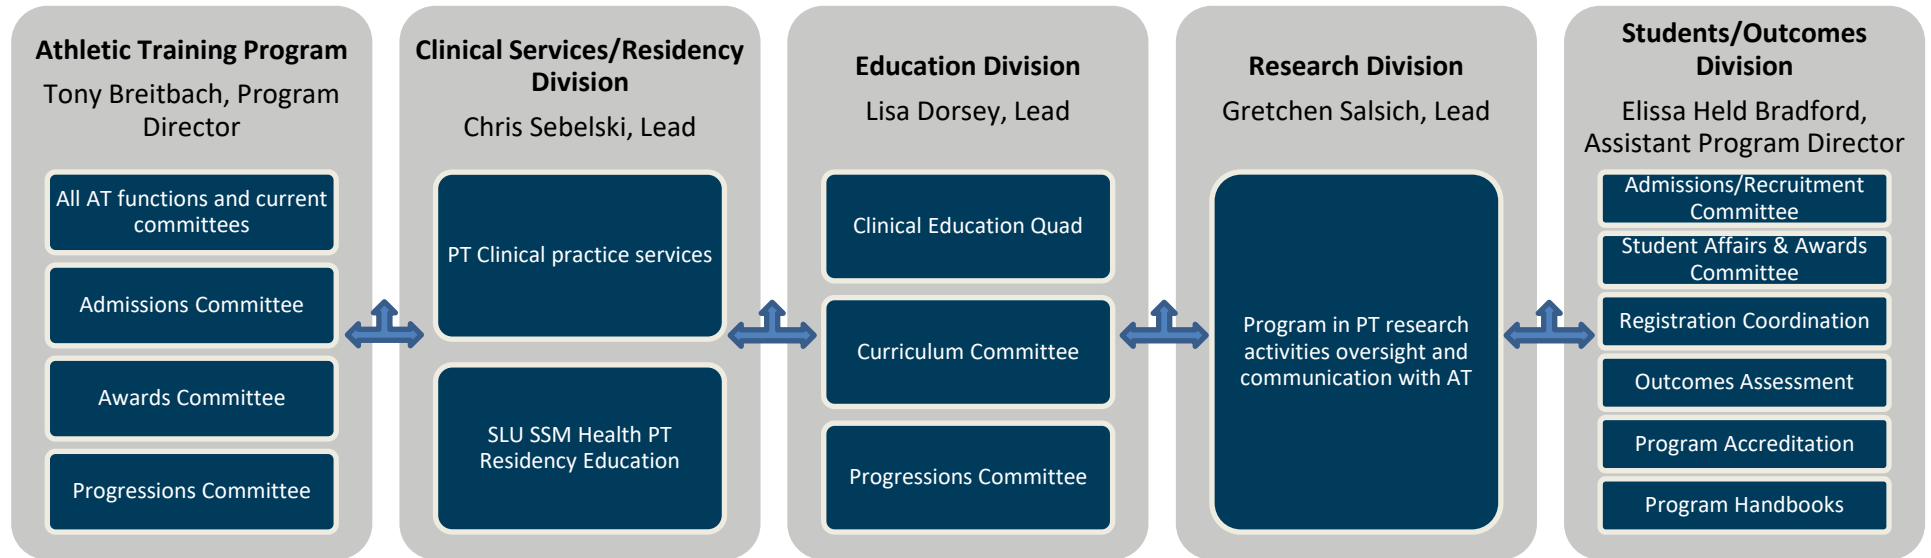 Athletic Training Program
Tony Breitbach, Program
Director
All AT functions and current
committees
Admissions Committee
Awards Committee
Progressions Committee
Clinical Services/Residency
Division
Chris Sebelski, Lead
PT Clinical practice services
SLU SSM Health PT
Residency Education
Education Division
Lisa Dorsey, Lead
Clinical Education Quad
Curriculum Committee
Progressions Committee
Research Division
Gretchen Salsich, Lead
Program in PT research
activities oversight and
communication with AT
Students/Outcomes
Division
Elissa Held Bradford,
Assistant Program Director
Admissions/Recruitment
Committee
Student Affairs & Awards
Committee
Registration Coordination
Outcomes Assessment
Program Accreditation
Program Handbooks